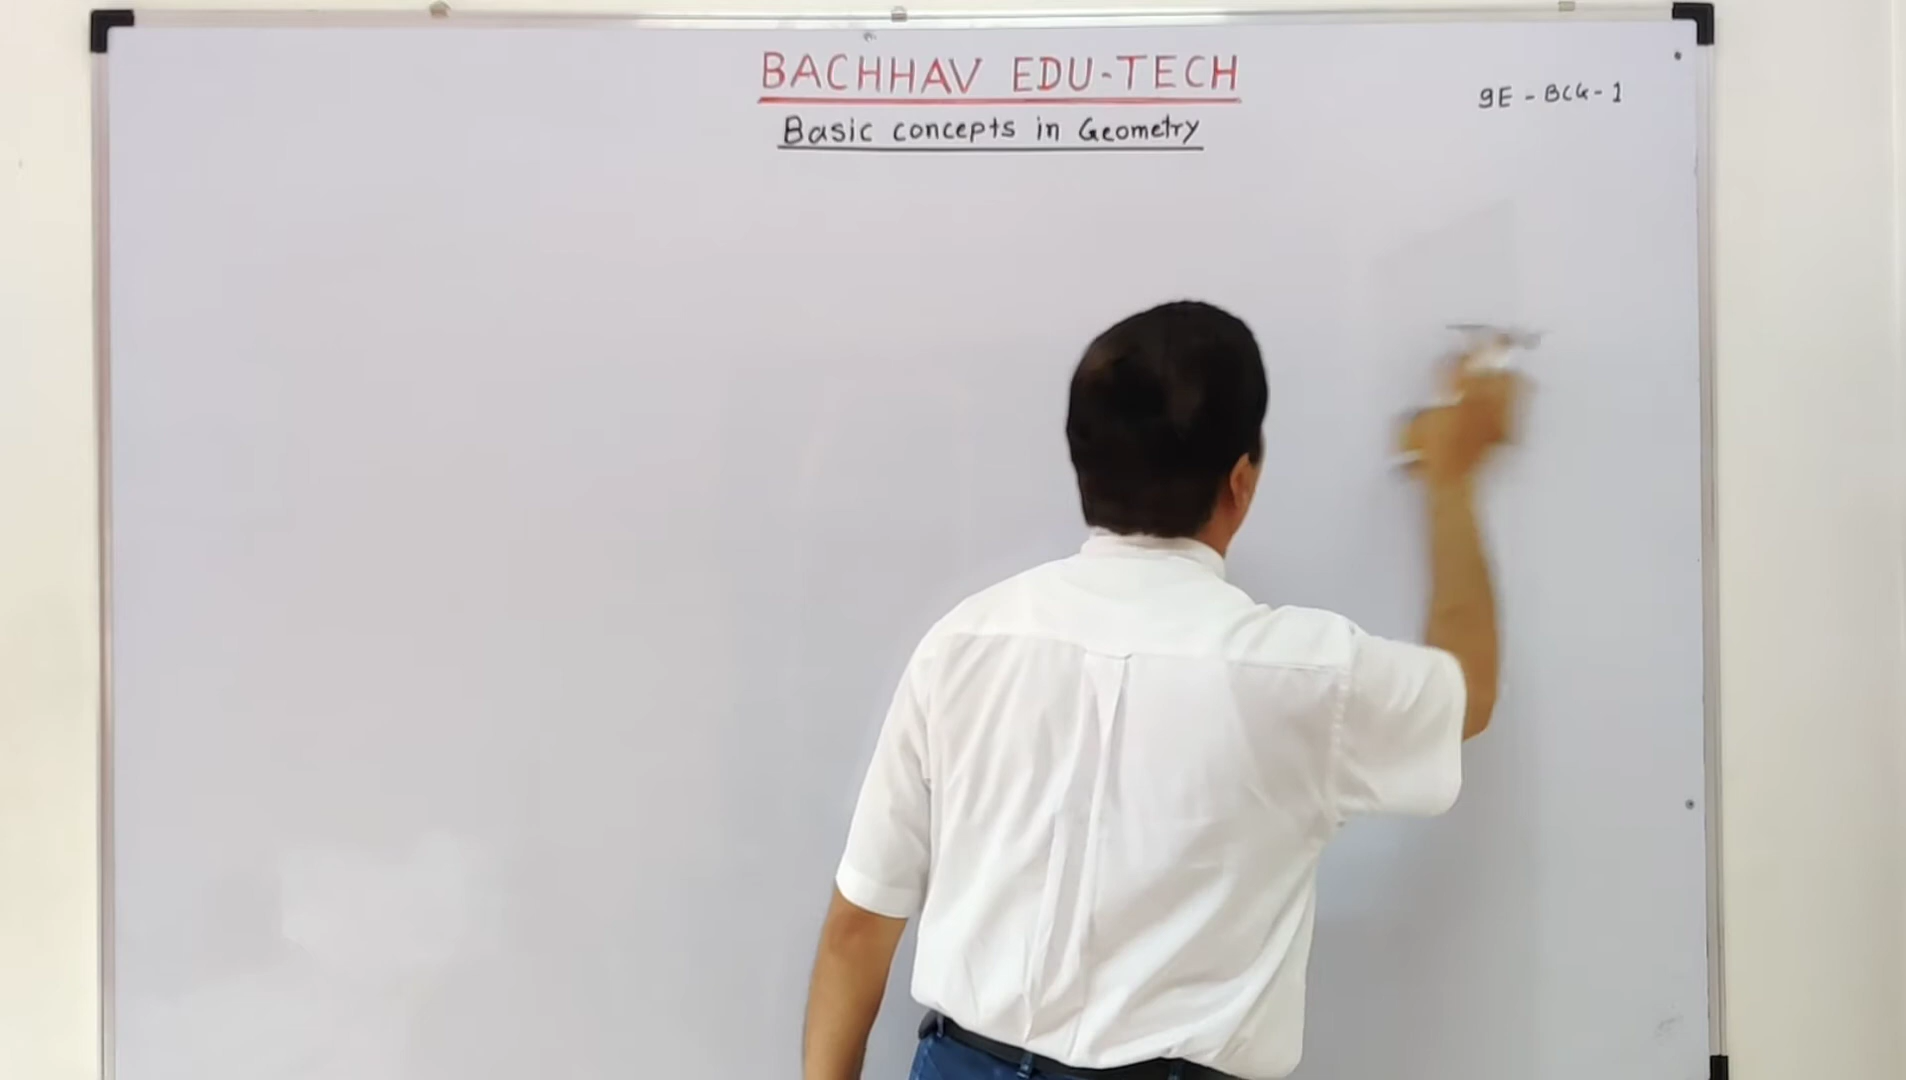 BACHHAV EDU-TECH
9E - BCG - 1
Basic concepts in Geometry